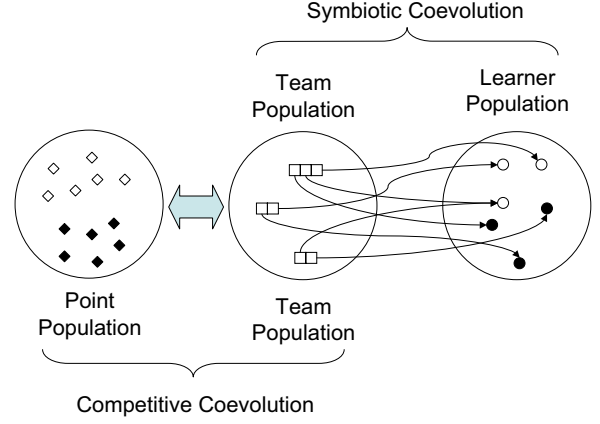 Symbiotic Coevolution
Team
Population
Learner
Population
Point
Population
Team
Population
Competitive Coevolution